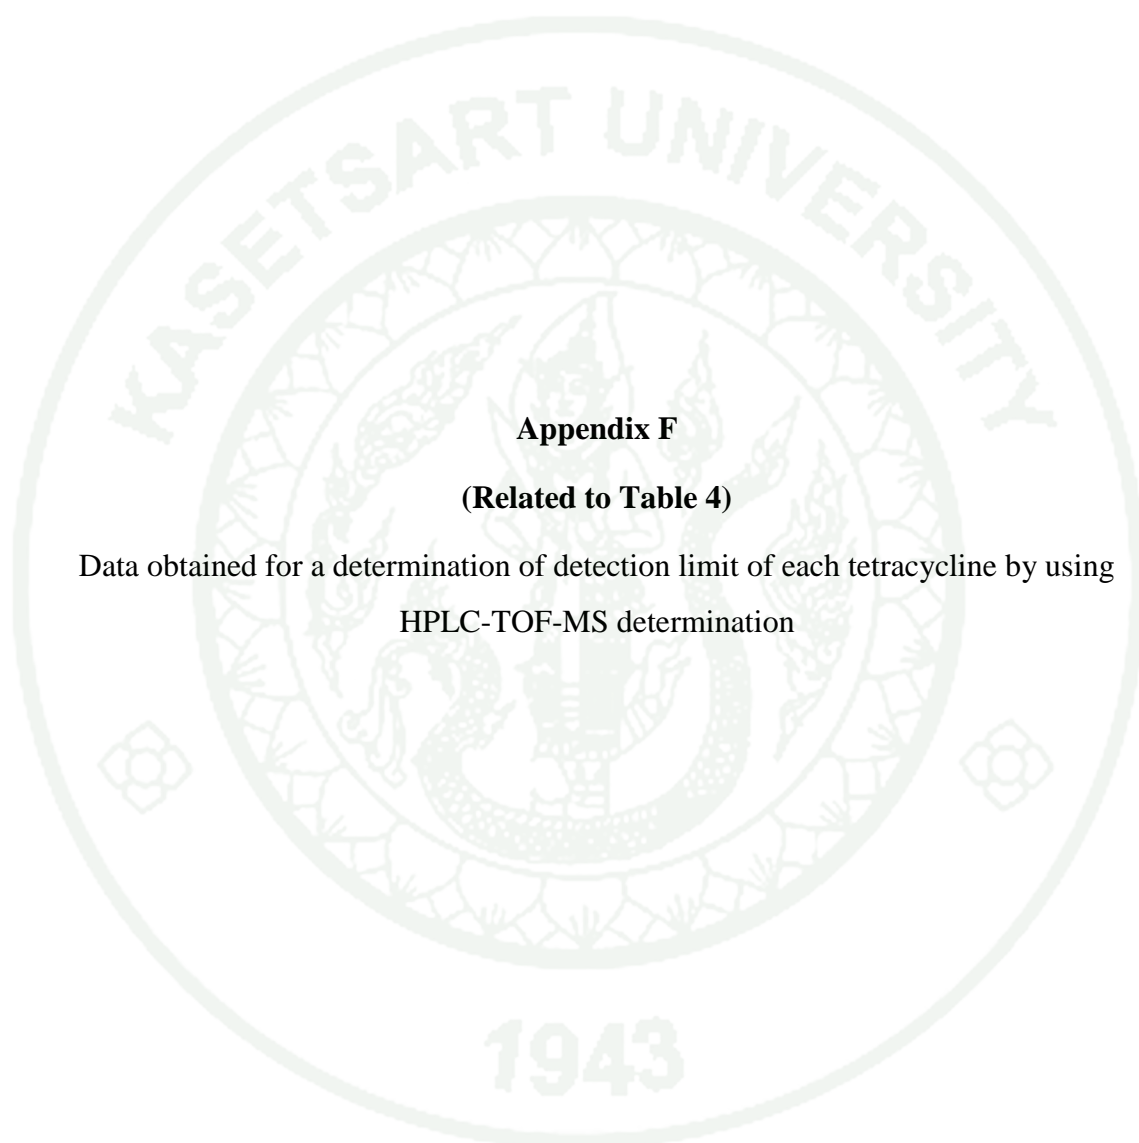 KASETSART UNIVERSITY
Appendix F
(Related to Table 4)
Data obtained for a determination of detection limit of each tetracycline by using
HPLC-TOF-MS determination
1943